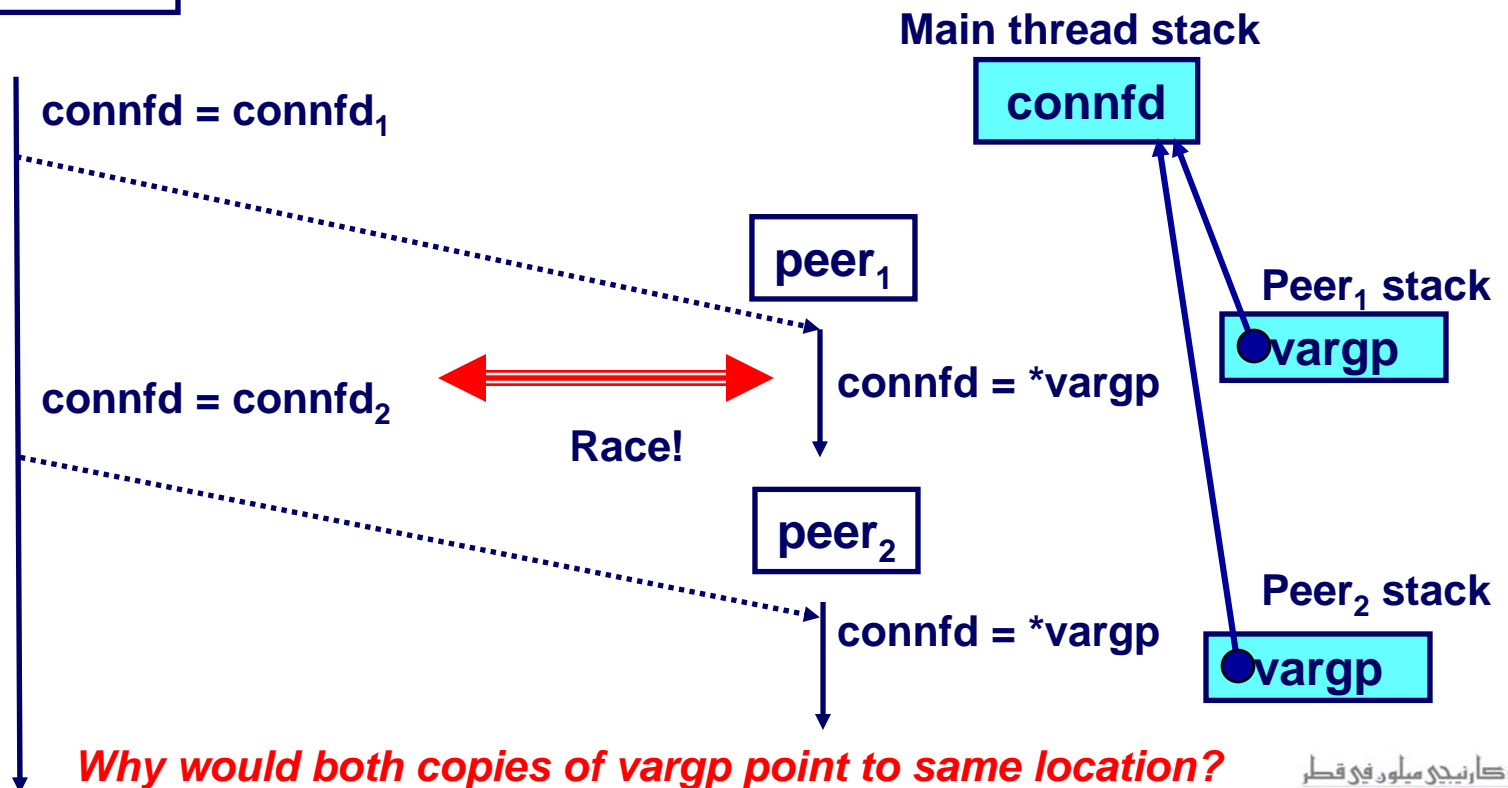 Main thread stack
connfd = connfd₁
connfd
peer₁
Peer₁ stack
vargp
connfd = connfd₂
connfd = *vargp
Race!
peer₂
Peer₂ stack
connfd = *vargp
vargp
Why would both copies of vargp point to same location?
كارنيجي ميلون في قطر